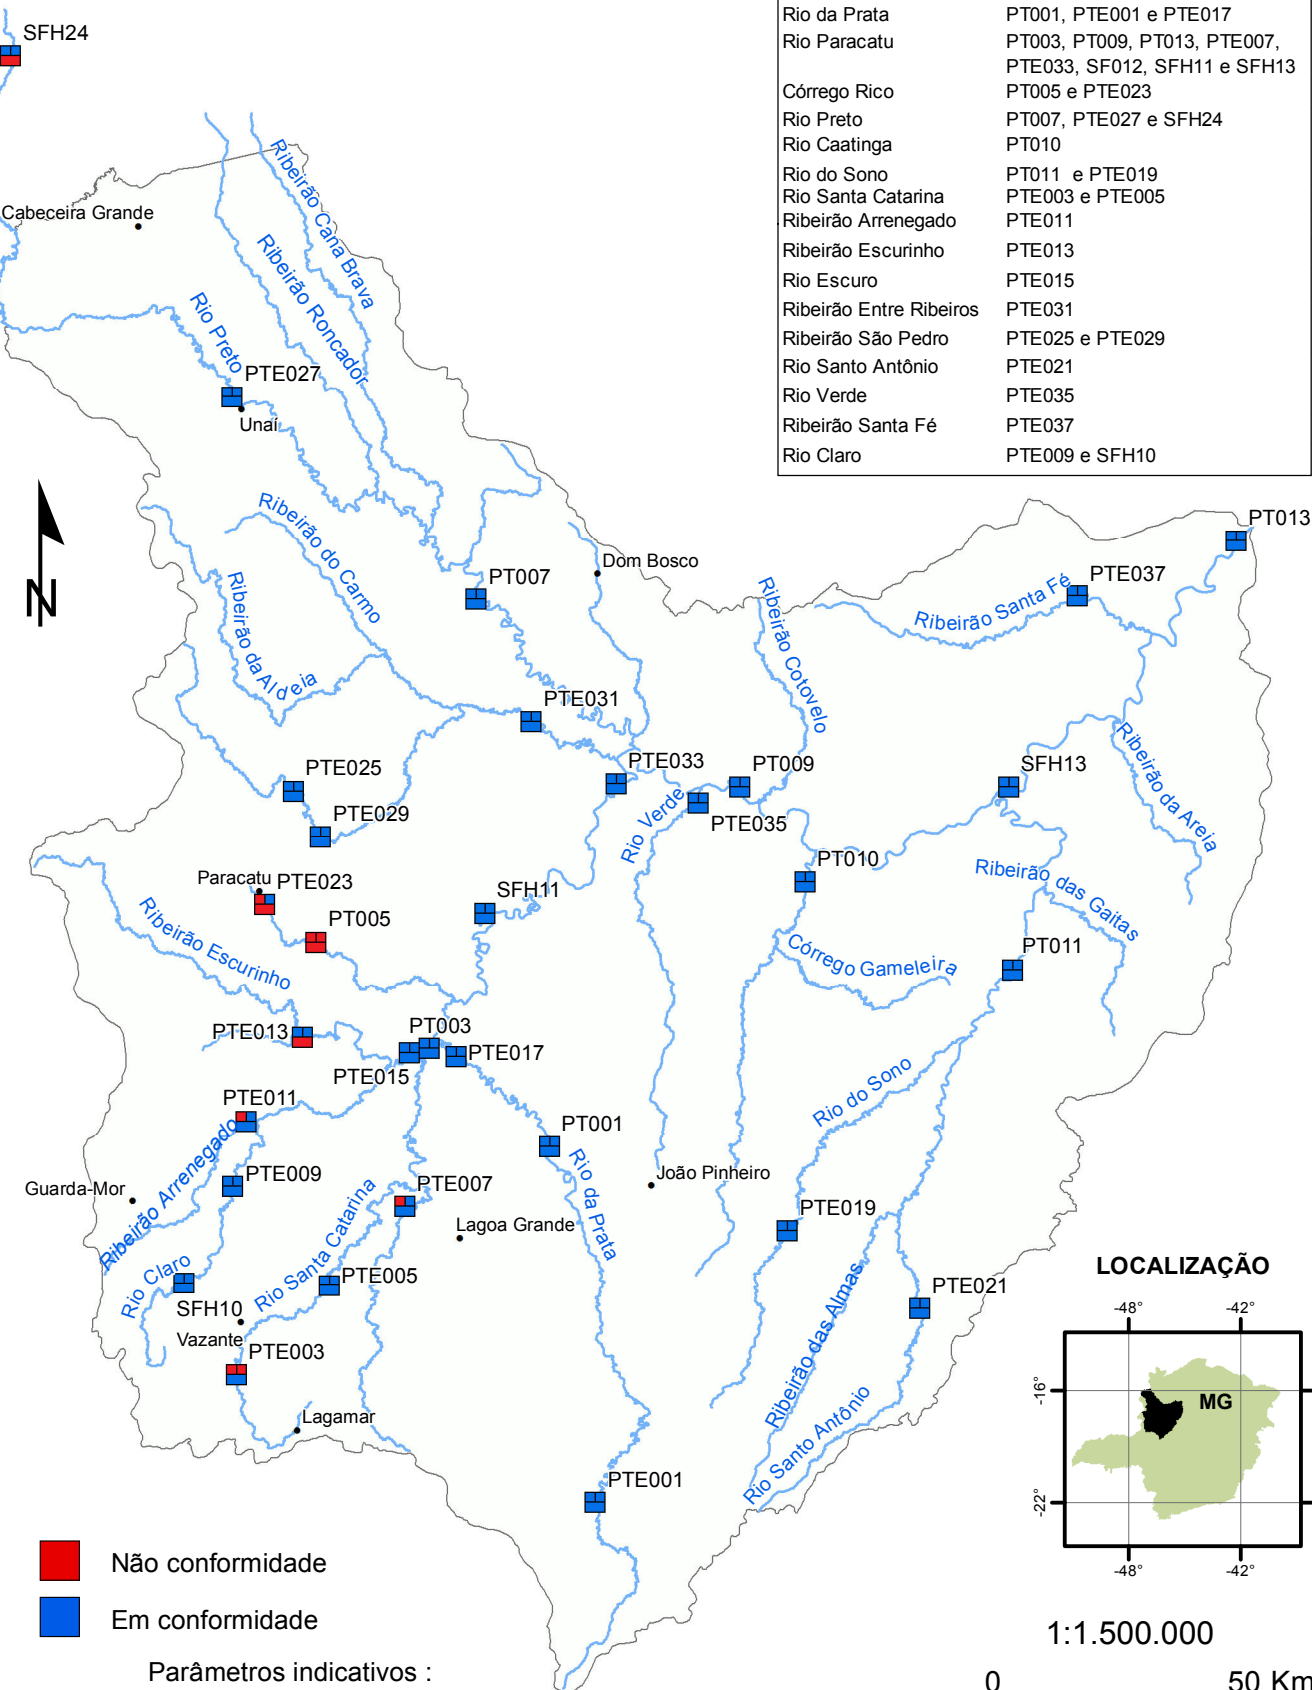 SFH24
Rio da Prata PT001, PTE001 e PTE017
Rio Paracatu PT003, PT009, PT013, PTE007,
PTE033, SF012, SFH11 e SFH13
Córrego Rico PT005 e PTE023
Rio Preto PT007, PTE027 e SFH24
Rio Caatinga PT010
Rio do Sono PT011 e PTE019
Rio Santa Catarina PTE003 e PTE005
Ribeirão Arrenegado PTE011
Ribeirão Escurinho PTE013
Rio Escuro PTE015
Ribeirão Entre Ribeiros PTE031
Ribeirão São Pedro PTE025 e PTE029
Rio Santo Antônio PTE021
Rio Verde PTE035
Ribeirão Santa Fé PTE037
Rio Claro PTE009 e SFH10
Ribeirão Cana Brava
Cabeceira Grande
Ribeirão Roncador
Rio Preto
PTE027
Unaí
N
Ribeirão do Carmo
PT013
Dom Bosco
PT007
PTE037
Ribeirão Santa Fé
Ribeirão da Aldeia
Ribeirão Cotovelo
PTE031
PTE033
PT009
SFH13
Ribeirão da Areia
PTE025
PTE029
Rio Verde
PTE035
PT010
Ribeirão das Gaitas
Paracatu
PTE023
SFH11
PT005
Ribeirão Escurinho
Córrego Gameleira
PT011
PTE013
PT003
PTE017
PTE015
Rio do Sono
PTE011
PT001
Ribeirão Arrenegado
PTE009
Rio da Prata
João Pinheiro
Guarda-Mor
PTE007
Rio Santa Catarina
Lagoa Grande
PTE019
Rio Claro
PTE005
SFH10
PTE021
Ribeirão das Almas
Vazante
PTE003
Lagamar
Rio Santo Antônio
PTE001
LOCALIZAÇÃO
-48° -42°
-16°
MG
-22°
-48° -42°
Não conformidade
Em conformidade
Parâmetros indicativos :
1:1.500.000
0 50 Km